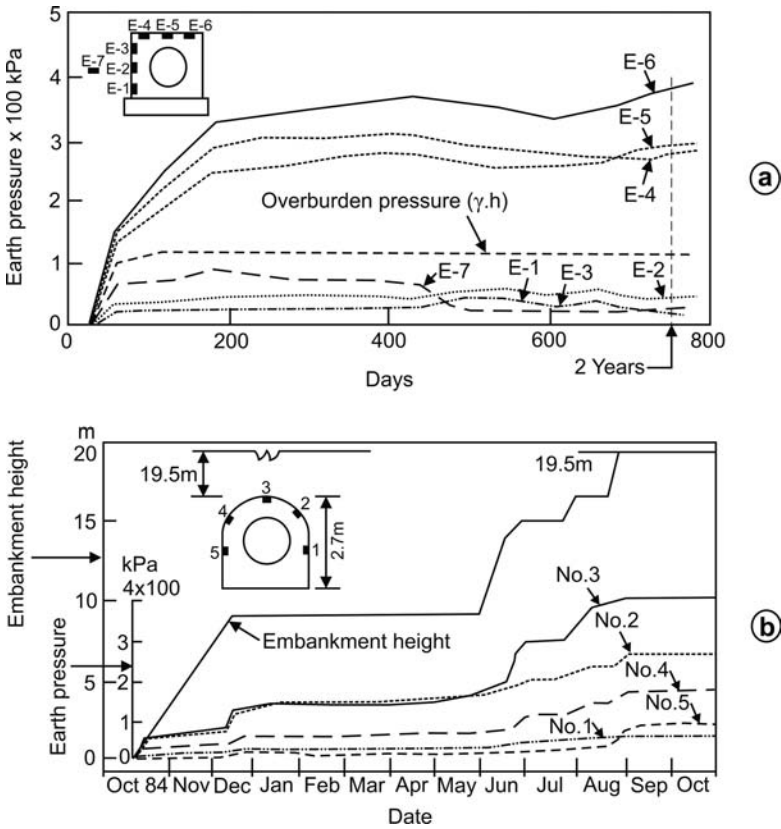 5
4
3
2
1
0
Earth pressure x 100 kPa
E-4 E-5 E-6
E-3
E-7 E-2
E-1
E-6
E-5
E-4
Overburden pressure (γ.h)
E-7 E-1 E-3 E-2
0 200 400 600 800
2 Years
Days
a
m
20
15
10
5
0
Embankment height
Earth pressure
kPa
4x100
3
2
1
0
19.5m
3
4 2
5 1
2.7m
19.5m
Embankment height
No.3
No.2
No.4
No.5
No.1
Oct 84 Nov Dec Jan Feb Mar Apr May Jun Jul Aug Sep Oct
Date
b